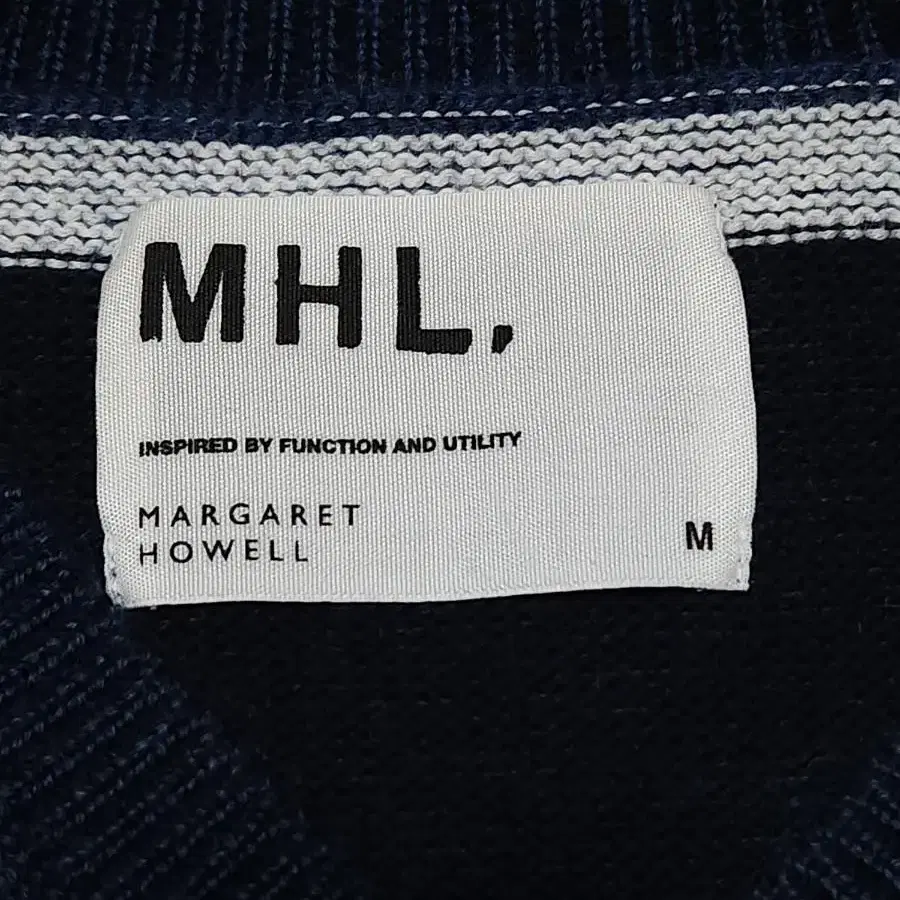 MHL.
INSPIRED BY FUNCTION AND UTILITY
MARGARET
HOWELL
M